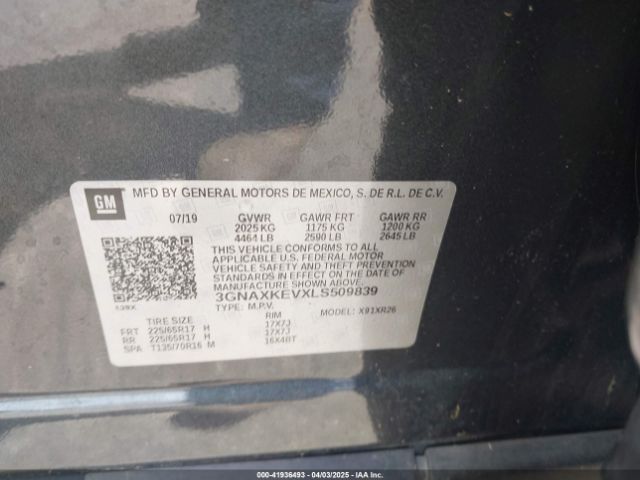 GM
MFD BY GENERAL MOTORS DE MEXICO, S. DE R.L. DE C.V.
07/19 GVWR GAWR FRT GAWR RR
2025 KG 1175 KG 1200 KG
4464 LB 2590 LB 2645 LB
THIS VEHICLE CONFORMS TO ALL
APPLICABLE U.S. FEDERAL MOTOR
VEHICLE SAFETY, BUMPER, AND THEFT
PREVENTION STANDARDS IN EFFECT ON
THE DATE OF MANUFACTURE SHOWN ABOVE.
3GNAXKEVXLS509839
TYPE: M.P.V. MODEL: X91XR26
TIRE SIZE RIM
FRT 225/65R17 H 17X7J
RR 225/65R17 H 17X7J
SPA T135/70R16 M 16X4BT
000-41936493 - 04/03/2025 - IAA, Inc.